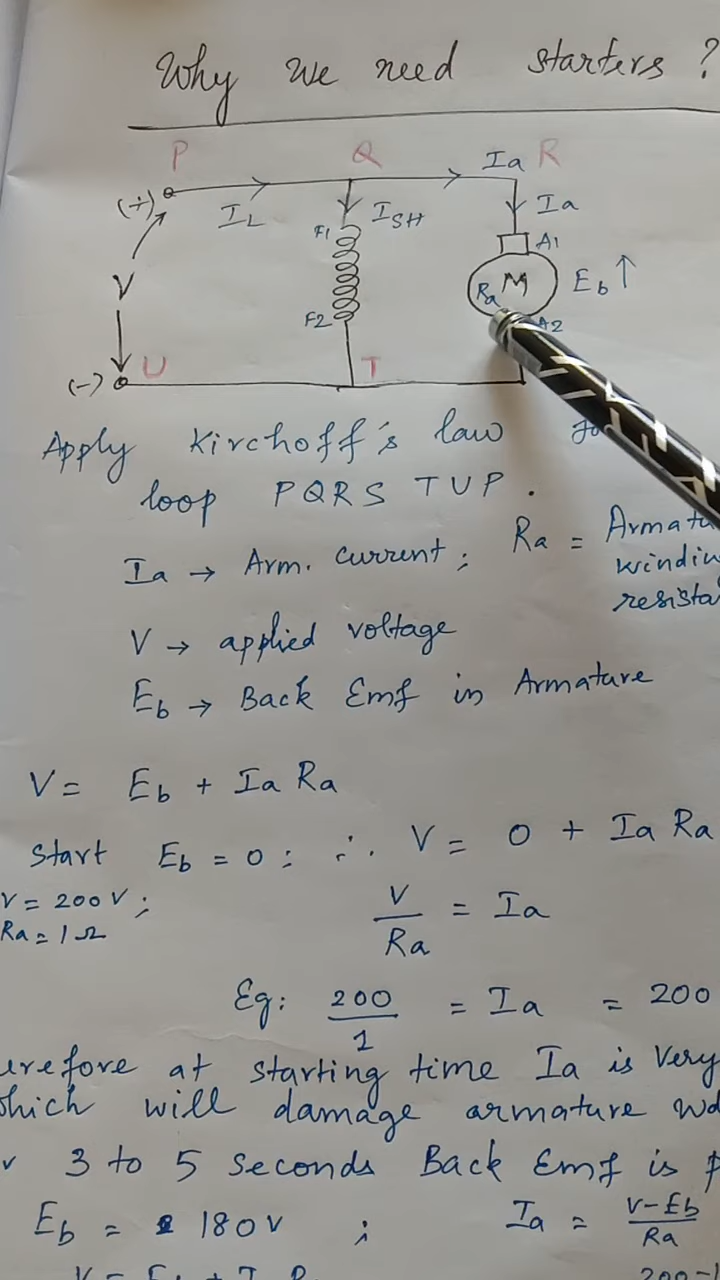 Why we need starters ?
P Q Ia R
(+) IL ISH Ia
F1 A1
V Ra M Eb ↑
F2 A2
(-) U T
Apply Kirchoff's law
loop PQRS TUP.
Ia → Arm. Current ; Ra =
winding
V → applied voltage
Eb → Back Emf in Armature
V = Eb + Ia Ra
Start Eb = 0 ; ∴ V = 0 + Ia Ra
V = 200 V ; V/Ra = Ia
Ra = 1 Ω
Eg: 200/1 = Ia = 200
at starting time Ia is Very
which will damage armature
3 to 5 seconds Back Emf is
Eb = 180 V ; Ia = V-Eb/Ra